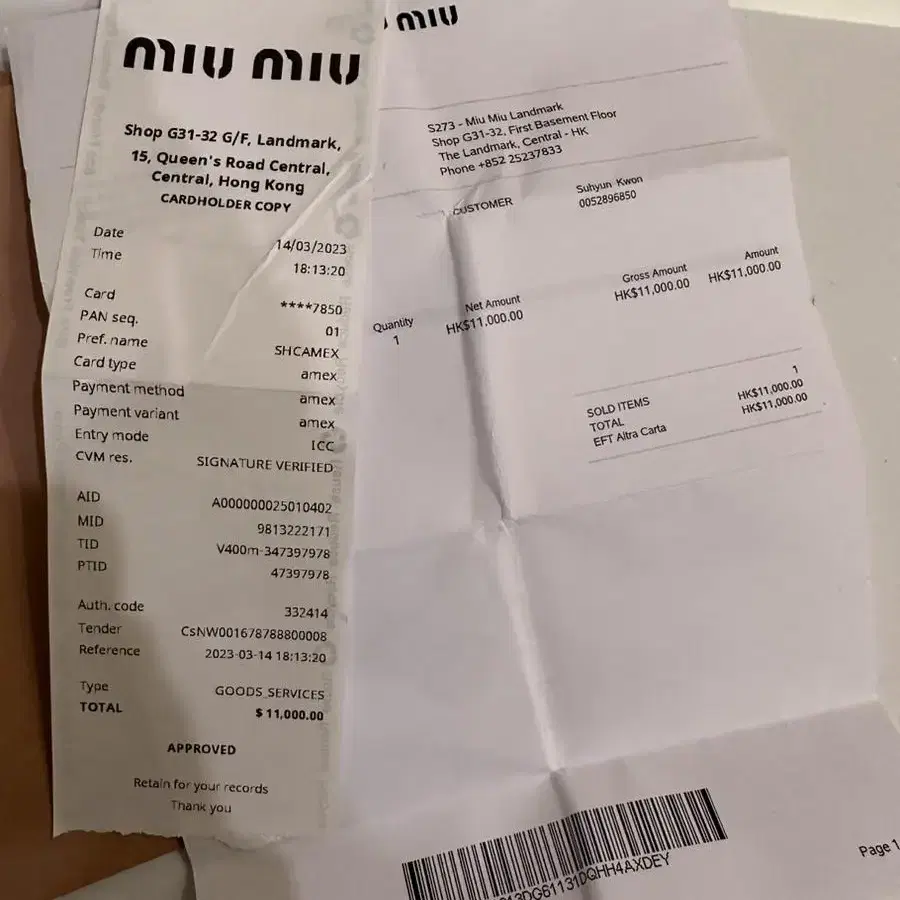 miu miu
Shop G31-32 G/F, Landmark,
15, Queen's Road Central,
Central, Hong Kong
CARDHOLDER COPY
Date 14/03/2023
Time 18:13:20
Card ****7850
PAN seq. 01
Pref. name SHCAMEX
Card type amex
Payment method amex
Payment variant amex
Entry mode ICC
CVM res. SIGNATURE VERIFIED
AID A000000025010402
MID 9813222171
TID V400m-347397978
PTID 47397978
Auth. code 332414
Tender CsNW001678788800008
Reference 2023-03-14 18:13:20
Type GOODS_SERVICES
TOTAL $ 11,000.00
APPROVED
Retain for your records
Thank you
miu
S273 - Miu Miu Landmark
Shop G31-32, First Basement Floor
The Landmark, Central - HK
Phone +852 25237833
CUSTOMER Suhyun Kwon
0052896850
Quantity Net Amount Gross Amount Amount
1 HK$11,000.00 HK$11,000.00 HK$11,000.00
SOLD ITEMS 1
TOTAL HK$11,000.00
EFT Altra Carta HK$11,000.00
Page 1